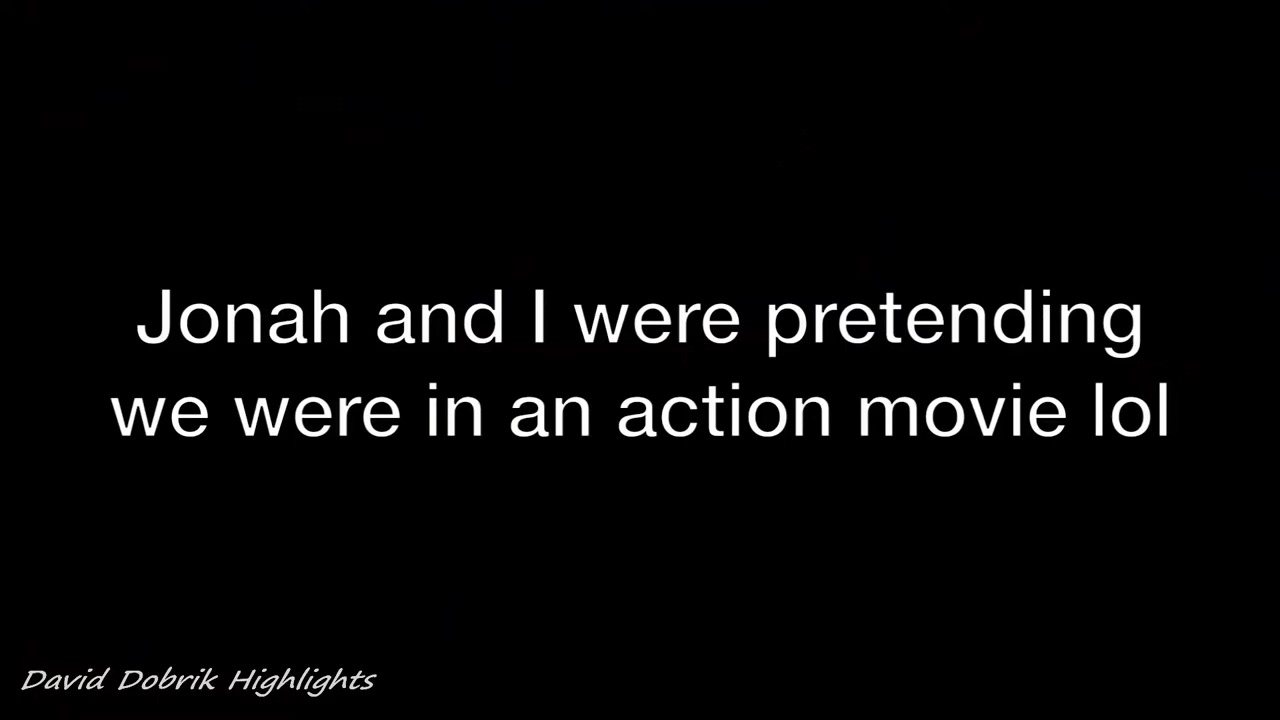 Jonah and I were pretending
we were in an action movie lol
David Dobrik Highlights